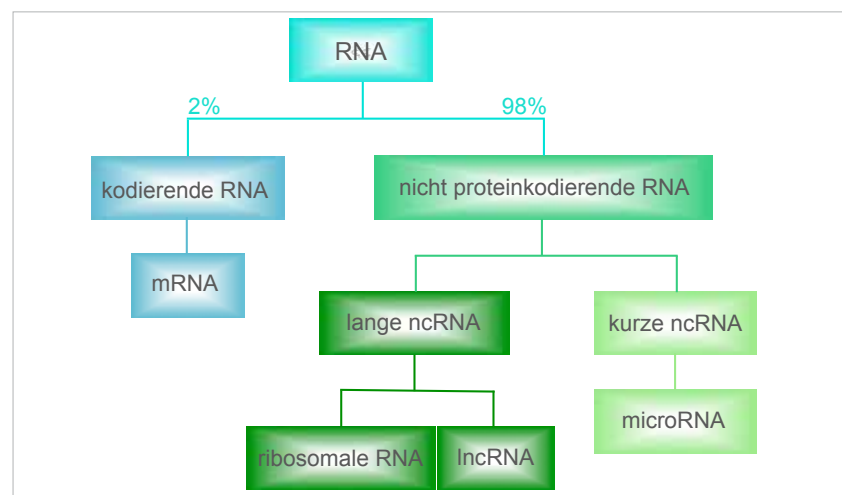 RNA
2%
98%
kodierende RNA
nicht proteinkodierende RNA
mRNA
lange ncRNA
kurze ncRNA
microRNA
ribosomale RNA
lncRNA